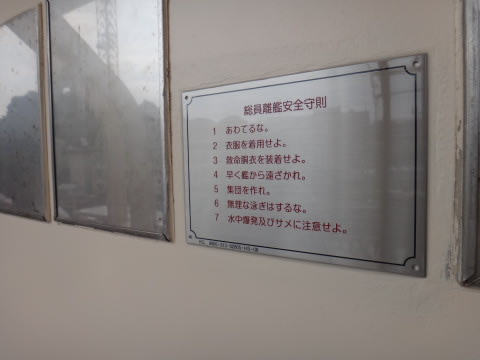 総員離艦安全守則
1 あわてるな。
2 衣服を着用せよ。
3 救命胴衣を装着せよ。
4 早く艦から遠ざかれ。
5 集団を作れ。
6 無理な泳ぎはするな。
7 水中爆発及びサメに注意せよ。